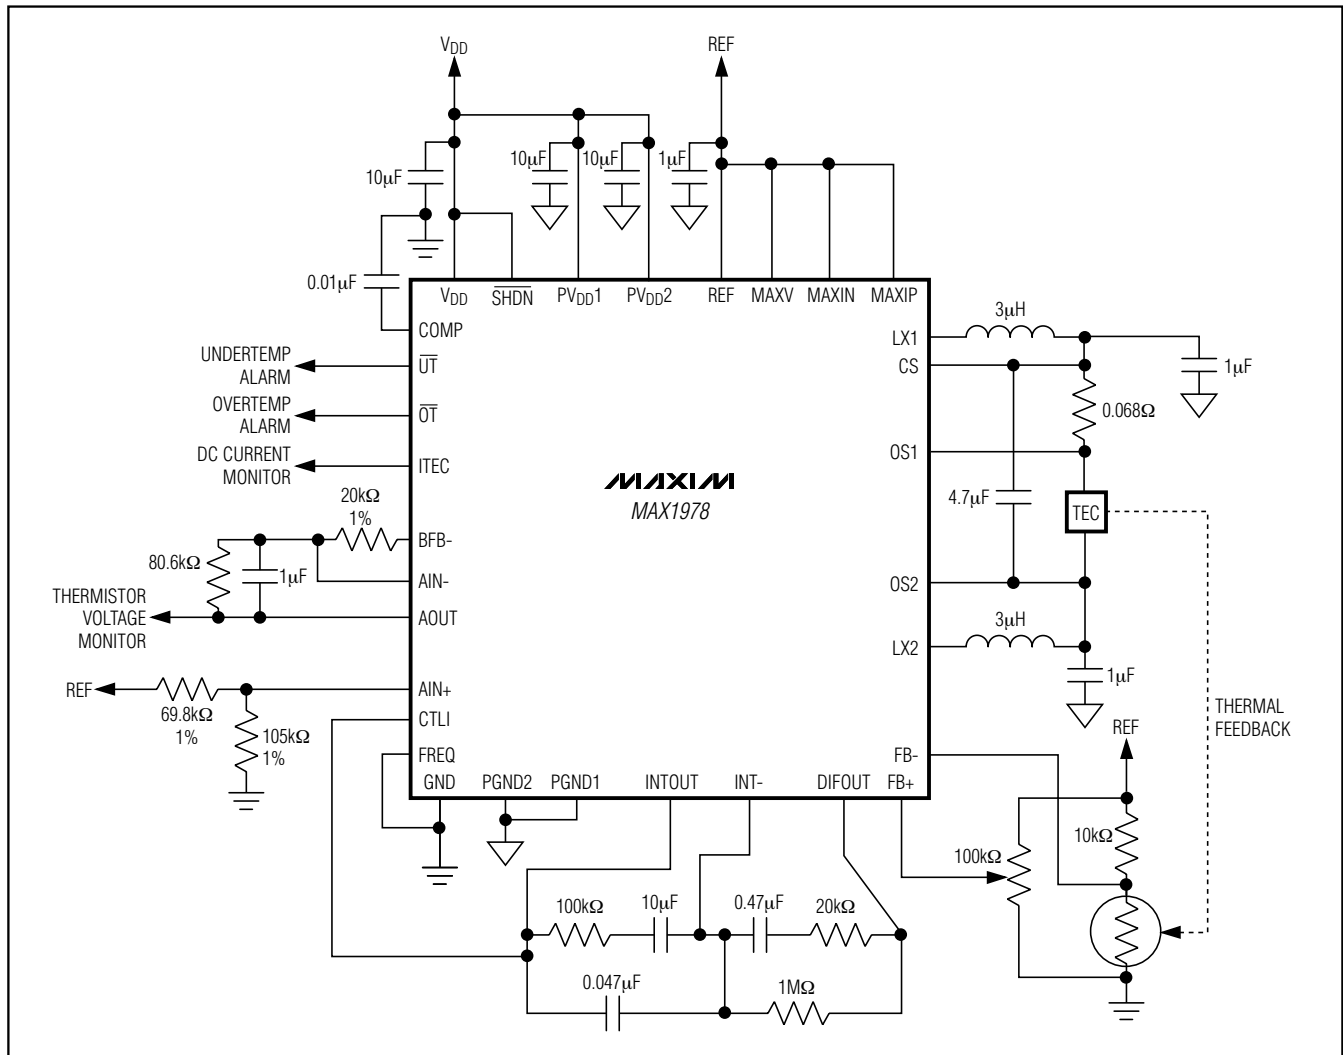 VDD
REF
10μF
10μF
10μF
1μF
0.01μF
VDD
SHDN
PVDD1
PVDD2
REF
MAXV
MAXIN
MAXIP
COMP
UNDERTEMP
ALARM
UT
OVERTEMP
ALARM
OT
DC CURRENT
MONITOR
ITEC
20kΩ
1%
BFB-
80.6kΩ
1μF
AIN-
THERMISTOR
VOLTAGE
MONITOR
AOUT
REF
69.8kΩ
1%
AIN+
105kΩ
1%
CTLI
FREQ
GND
PGND2
PGND1
INTOUT
INT-
DIFOUT
FB+
FB-
MAXIM
MAX1978
LX1
3μH
CS
1μF
0.068Ω
OS1
4.7μF
TEC
OS2
3μH
LX2
1μF
THERMAL
FEEDBACK
REF
10kΩ
100kΩ
100kΩ
10μF
0.47μF
20kΩ
0.047μF
1MΩ